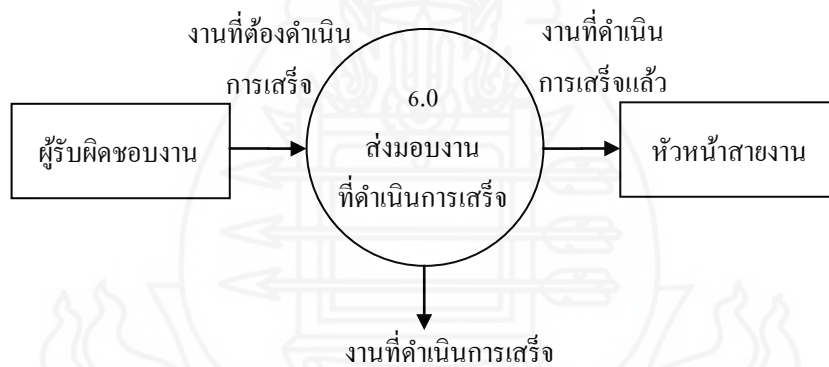 งานที่ต้องดำเนิน
การเสร็จ
งานที่ดำเนิน
การเสร็จแล้ว
ผู้รับผิดชอบงาน
6.0
ส่งมอบงาน
ที่ดำเนินการเสร็จ
หัวหน้าสายงาน
งานที่ดำเนินการเสร็จ